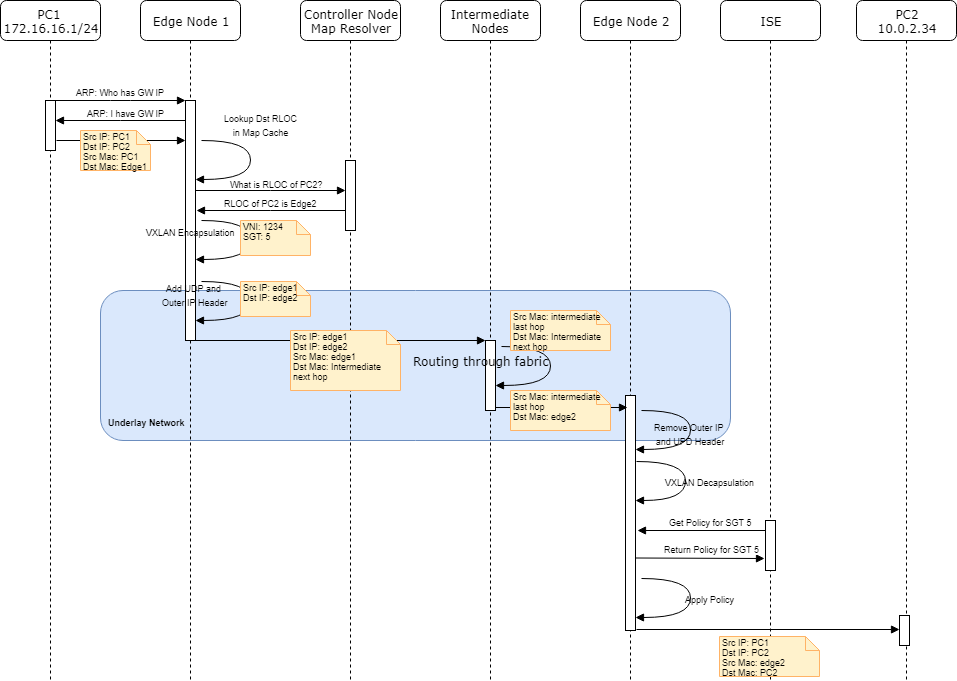 PC1
172.16.16.1/24
Edge Node 1
Controller Node
Map Resolver
Intermediate
Nodes
Edge Node 2
ISE
PC2
10.0.2.34
ARP: Who has GW IP
ARP: I have GW IP
Src IP: PC1
Dst IP: PC2
Src Mac: PC1
Dst Mac: Edge1
Lookup Dst RLOC
in Map Cache
What is RLOC of PC2?
RLOC of PC2 is Edge2
VXLAN Encapsulation
VNI: 1234
SGT: 5
Add UDP and
Outer IP Header
Src IP: edge1
Dst IP: edge2
Src IP: edge1
Dst IP: edge2
Src Mac: edge1
Dst Mac: Intermediate
next hop
Src Mac: intermediate
last hop
Dst Mac: Intermediate
next hop
Routing through fabric
Src Mac: intermediate
last hop
Dst Mac: edge2
Underlay Network
Remove Outer IP
and UPD Header
VXLAN Decapsulation
Get Policy for SGT 5
Return Policy for SGT 5
Apply Policy
Src IP: PC1
Dst IP: PC2
Src Mac: edge2
Dst Mac: PC2